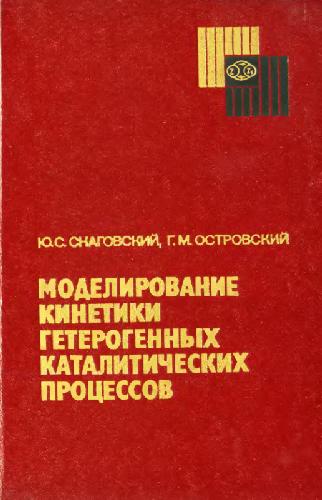 Ю.С. СНАГОВСКИЙ, Г.М. ОСТРОВСКИЙ
МОДЕЛИРОВАНИЕ
КИНЕТИКИ
ГЕТЕРОГЕННЫХ
КАТАЛИТИЧЕСКИХ
ПРОЦЕССОВ